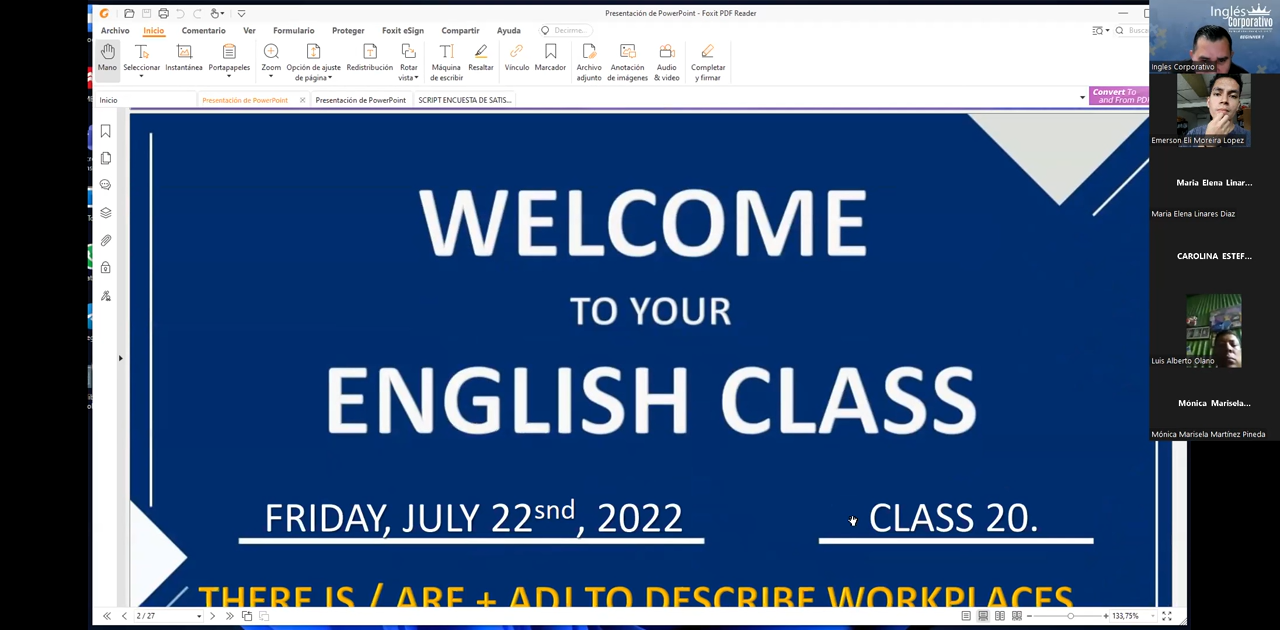 Presentación de PowerPoint - Foxit PDF Reader
Archivo Inicio Comentario Ver Formulario Proteger Foxit eSign Compartir Ayuda Decirme... Busca
Mano Seleccionar Instantánea Portapapeles Zoom Opción de ajuste de página Redistribución Rotar vista Máquina de escribir Resaltar Vínculo Marcador Archivo adjunto Anotación de imágenes Audio & video Completar y firmar
Inicio Presentación de PowerPoint Presentación de PowerPoint SCRIPT ENCUESTA DE SATIS...
Convert To
and From PDF
WELCOME
TO YOUR
ENGLISH CLASS
FRIDAY, JULY 22snd, 2022 CLASS 20.
THERE IS / ARE + ADJ TO DESCRIBE WORKPLACES
2 / 27 133,75%
Inglés
Corporativo
BEGINNER 1
Ingles Corporativo
Emerson Eli Moreira Lopez
Maria Elena Linar...
Maria Elena Linares Diaz
CAROLINA ESTEF...
Luis Alberto Olano
Mónica Marisela...
Mónica Marisela Martínez Pineda